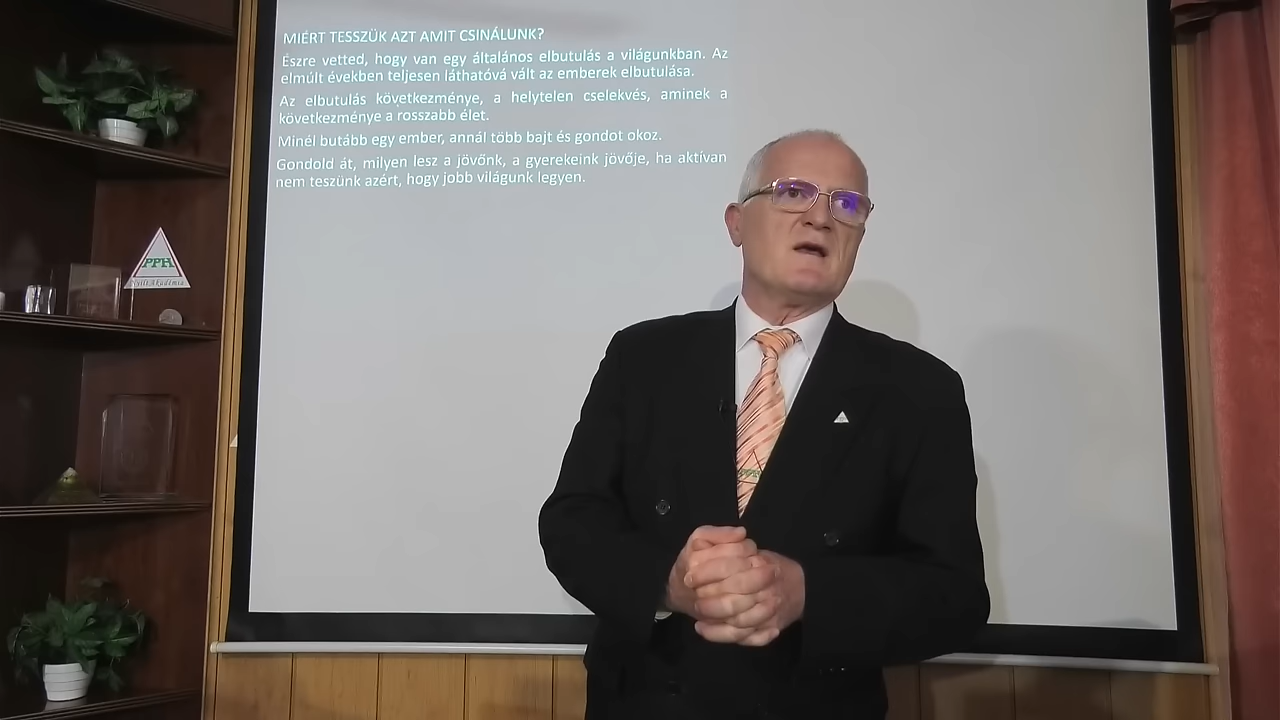 MIÉRT TESSZÜK AZT AMIT CSINÁLUNK?
Észre vetted, hogy van egy általános elbutulás a világunkban. Az
elmúlt években teljesen láthatóvá vált az emberek elbutulása.
Az elbutulás következménye, a helytelen cselekvés, aminek a
következménye a rosszabb élet.
Minél butább egy ember, annál több bajt és gondot okoz.
Gondold át, milyen lesz a jövőnk, a gyerekeink jövője, ha aktívan
nem teszünk azért, hogy jobb világunk legyen.
PPH
Nyílt Akadémia
PPH